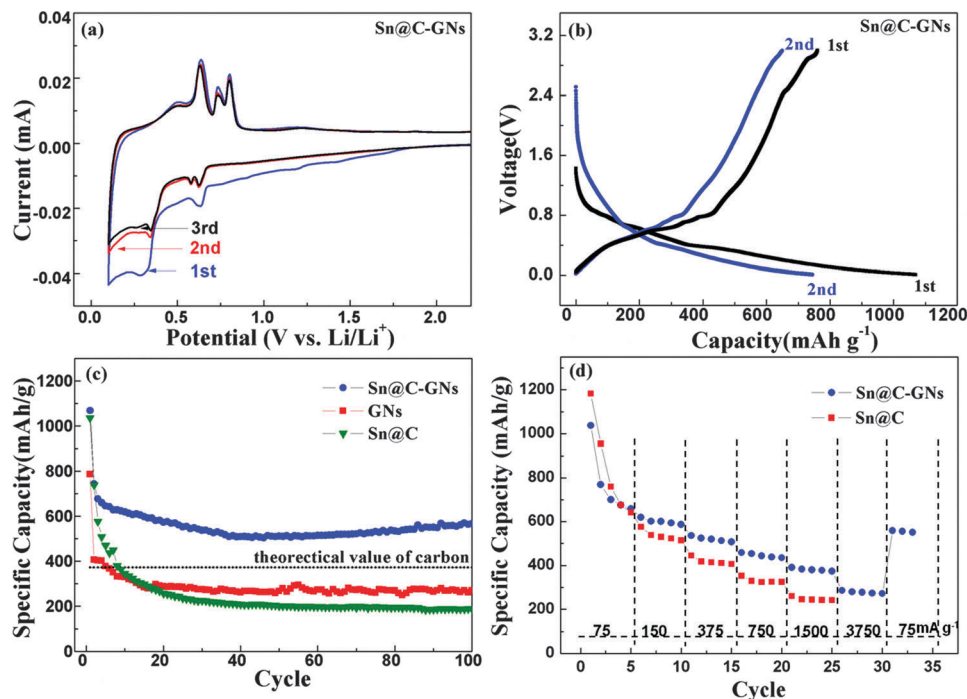 (a)
Sn@C-GNs
0.04
0.02
0.00
-0.02
-0.04
Current (mA)
3rd
2nd
1st
0.0
0.5
1.0
1.5
2.0
Potential (V vs. Li/Li+)
(b)
Sn@C-GNs
2nd
1st
3.2
2.4
1.6
0.8
0.0
Voltage(V)
2nd
1st
0
200
400
600
800
1000
1200
Capacity(mAh g-1)
(c)
Sn@C-GNs
GNs
Sn@C
1200
1000
800
600
400
200
0
Specific Capacity(mAh/g)
theorectical value of carbon
0
20
40
60
80
100
Cycle
(d)
Sn@C-GNs
Sn@C
1200
1000
800
600
400
200
0
Specific Capacity (mAh/g)
75
150
375
750
1500
3750
75mA g-1
0
5
10
15
20
25
30
35
Cycle